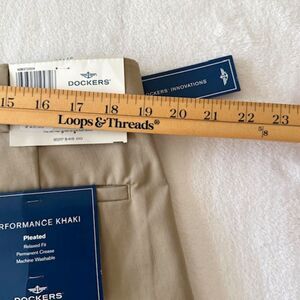 DOCKERS®
DOCKERS® INNOVATIONS
15 16 17 18 19 20 21 22 23
Loops & Threads®
5/8
RFORMANCE KHAKI
Pleated
Relaxed Fit
Permanent Crease
Machine Washable
DOCKERS